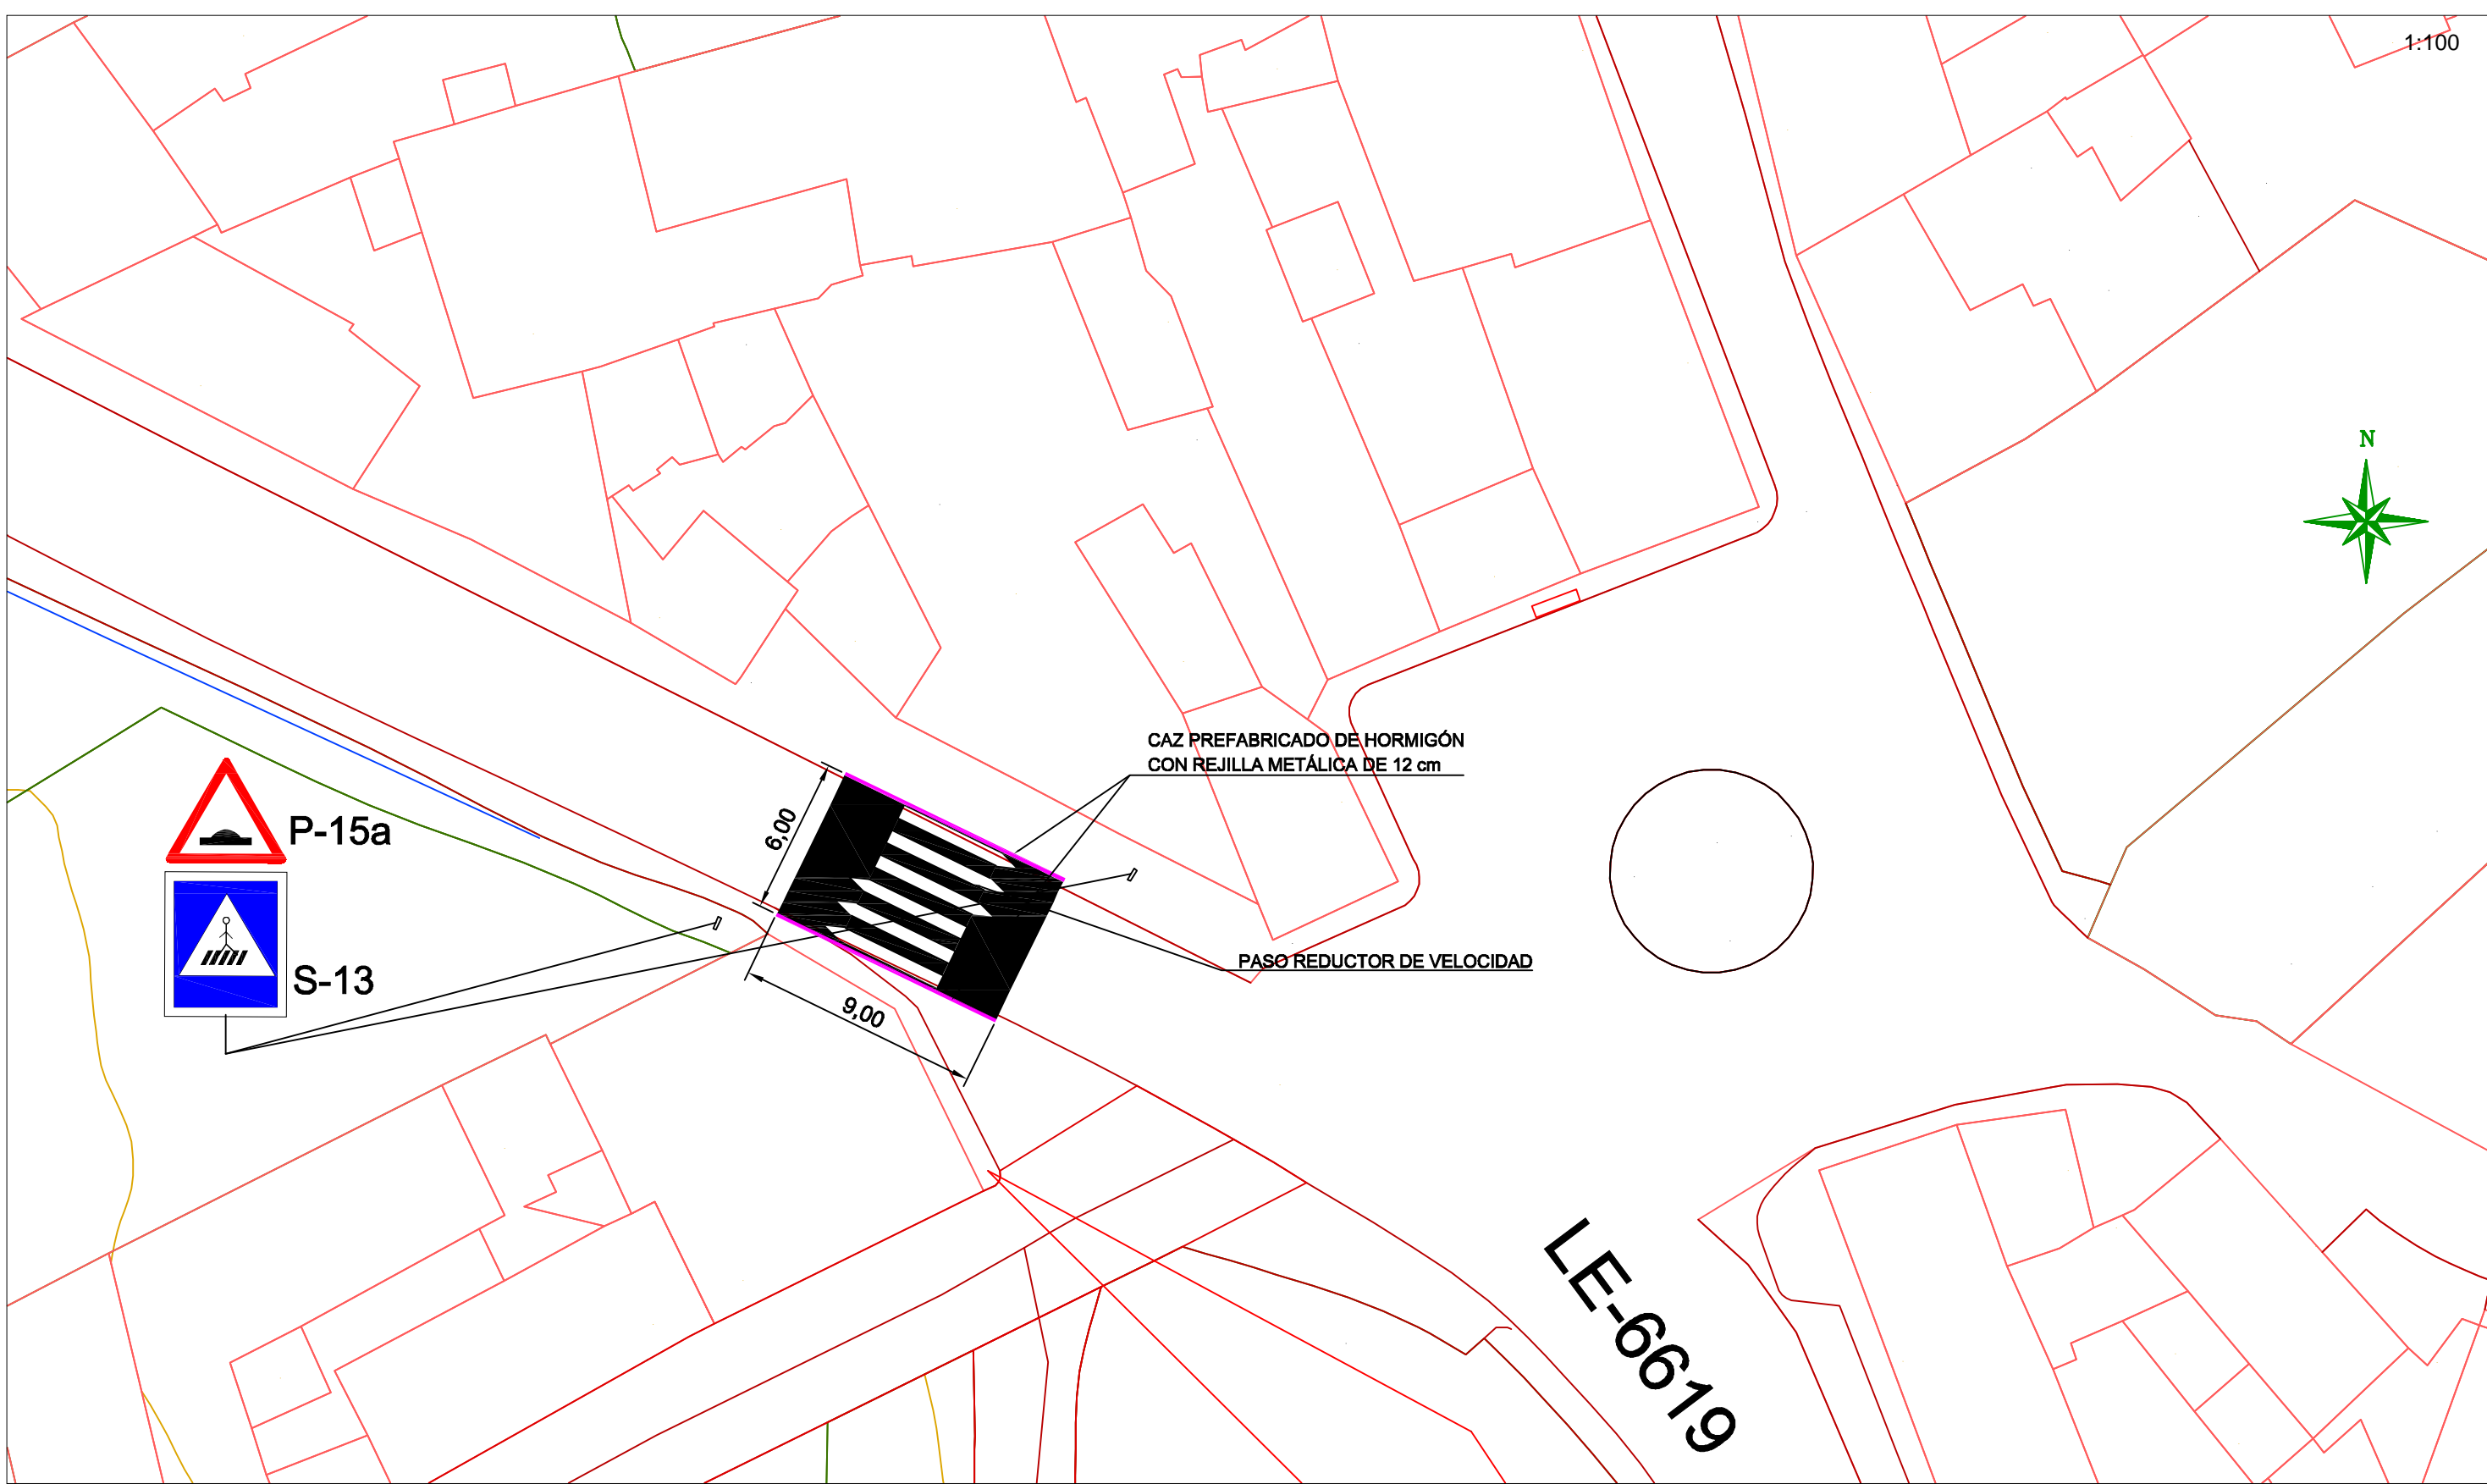 1:100
N
CAZ PREFABRICADO DE HORMIGÓN
CON REJILLA METÁLICA DE 12 cm
6,00
P-15a
S-13
PASO REDUCTOR DE VELOCIDAD
9,00
LE-6619